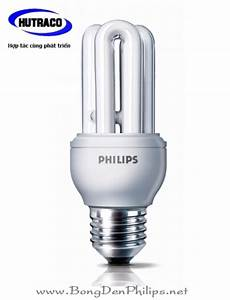 HUTRACO
Hợp tác cùng phát triển
PHILIPS
www.BongDenPhilips.net